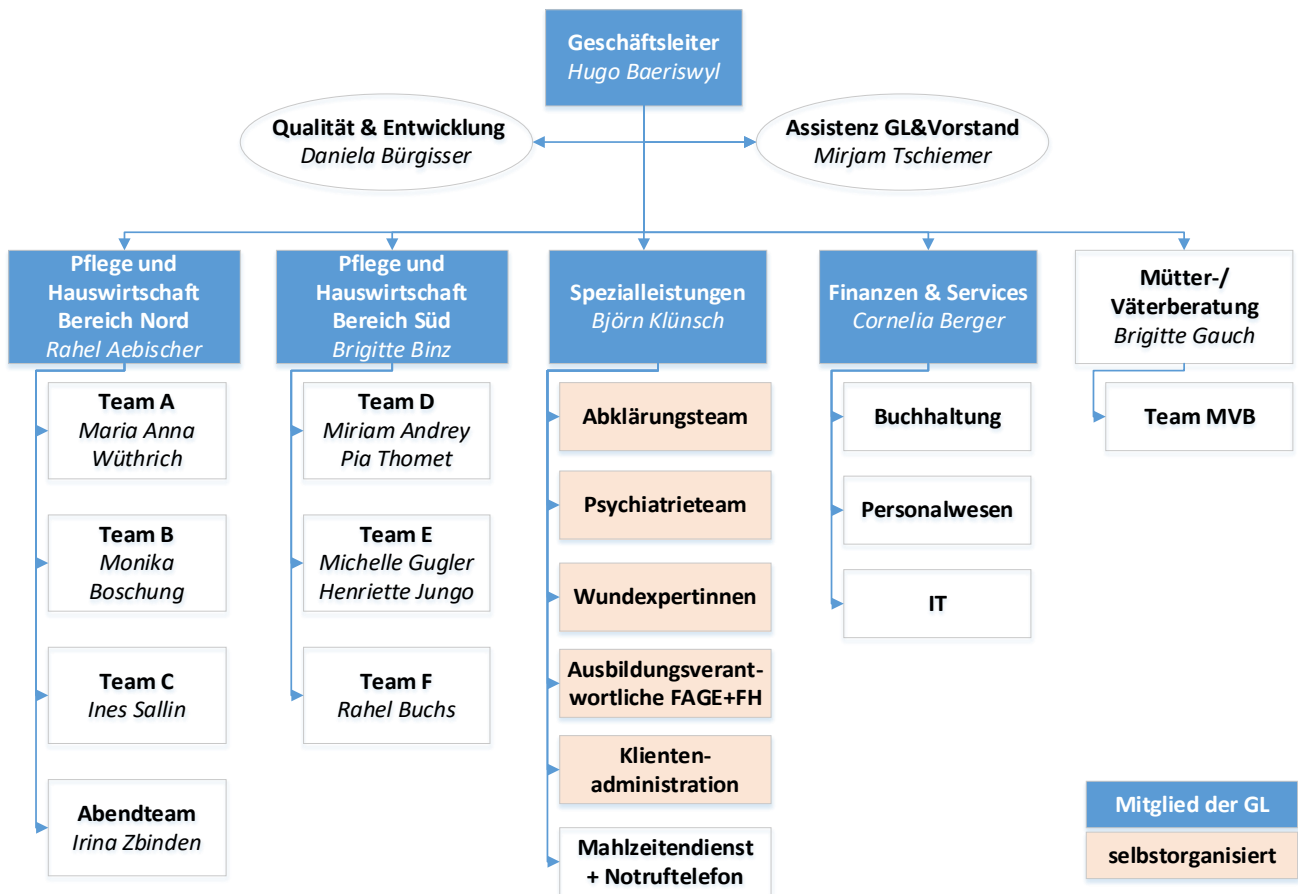 Geschäftsleiter
Hugo Baeriswyl
Qualität & Entwicklung
Daniela Bürgisser
Assistenz GL&Vorstand
Mirjam Tschiemer
Pflege und
Hauswirtschaft
Bereich Nord
Rahel Aebischer
Pflege und
Hauswirtschaft
Bereich Süd
Brigitte Binz
Spezialleistungen
Björn Klünsch
Finanzen & Services
Cornelia Berger
Mütter-/
Väterberatung
Brigitte Gauch
Team A
Maria Anna
Wüthrich
Team B
Monika
Boschung
Team C
Ines Sallin
Abendteam
Irina Zbinden
Team D
Miriam Andrey
Pia Thomet
Team E
Michelle Gugler
Henriette Jungo
Team F
Rahel Buchs
Abklärungsteam
Psychiatrieteam
Wundexpertinnen
Ausbildungsverant-
wortliche FAGE+FH
Klienten-
administration
Mahlzeitendienst
+ Notruftelefon
Buchhaltung
Personalwesen
IT
Team MVB
Mitglied der GL
selbstorganisiert